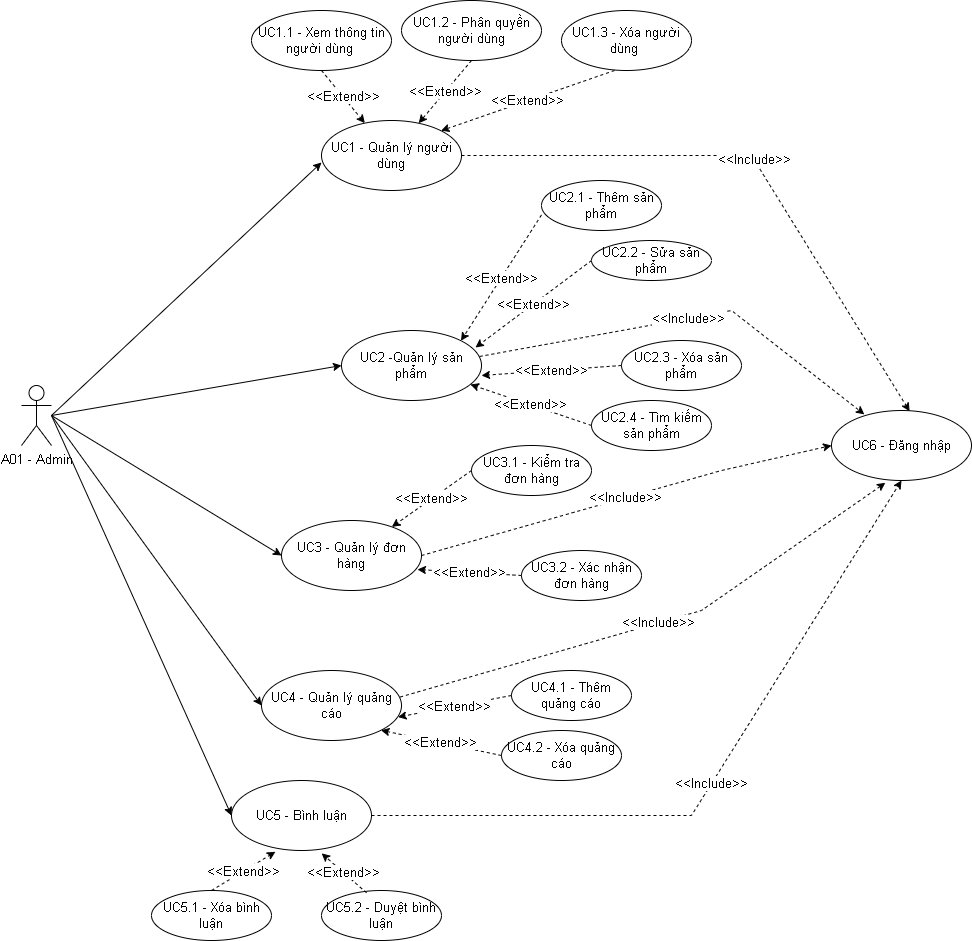 UC1.1 - Xem thông tin
người dùng
UC1.2 - Phân quyền
người dùng
UC1.3 - Xóa người
dùng
<<Extend>>
<<Extend>>
<<Extend>>
UC1 - Quản lý người
dùng
<<Include>>
UC2.1 - Thêm sản
phẩm
UC2.2 - Sửa sản
phẩm
<<Extend>>
<<Extend>>
<<Include>>
UC2 -Quản lý sản
phẩm
UC2.3 - Xóa sản
phẩm
<<Extend>>
<<Extend>>
UC2.4 - Tìm kiếm
sản phẩm
A01 - Admin
UC6 - Đăng nhập
UC3.1 - Kiểm tra
đơn hàng
<<Extend>>
<<Include>>
UC3 - Quản lý đơn
hàng
<<Extend>>
UC3.2 - Xác nhận
đơn hàng
<<Include>>
UC4 - Quản lý quảng
cáo
UC4.1 - Thêm
quảng cáo
<<Extend>>
<<Extend>>
UC4.2 - Xóa quảng
cáo
<<Include>>
UC5 - Bình luận
<<Extend>>
<<Extend>>
UC5.1 - Xóa bình
luận
UC5.2 - Duyệt bình
luận